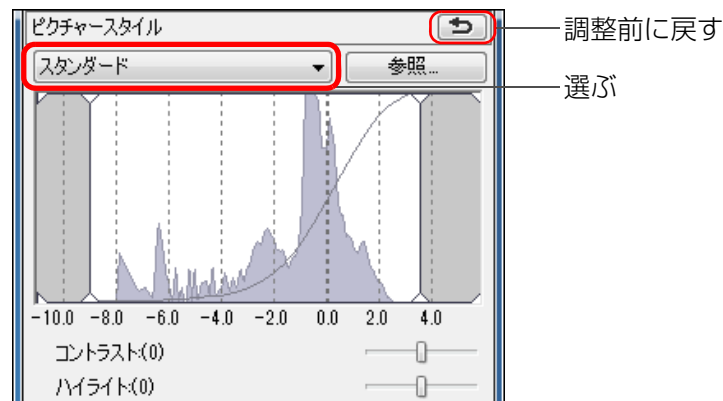 ピクチャースタイル
調整前に戻す
スタンダード
参照...
選ぶ
-10.0 -8.0 -6.0 -4.0 -2.0 0.0 2.0 4.0
コントラスト:(0)
ハイライト:(0)